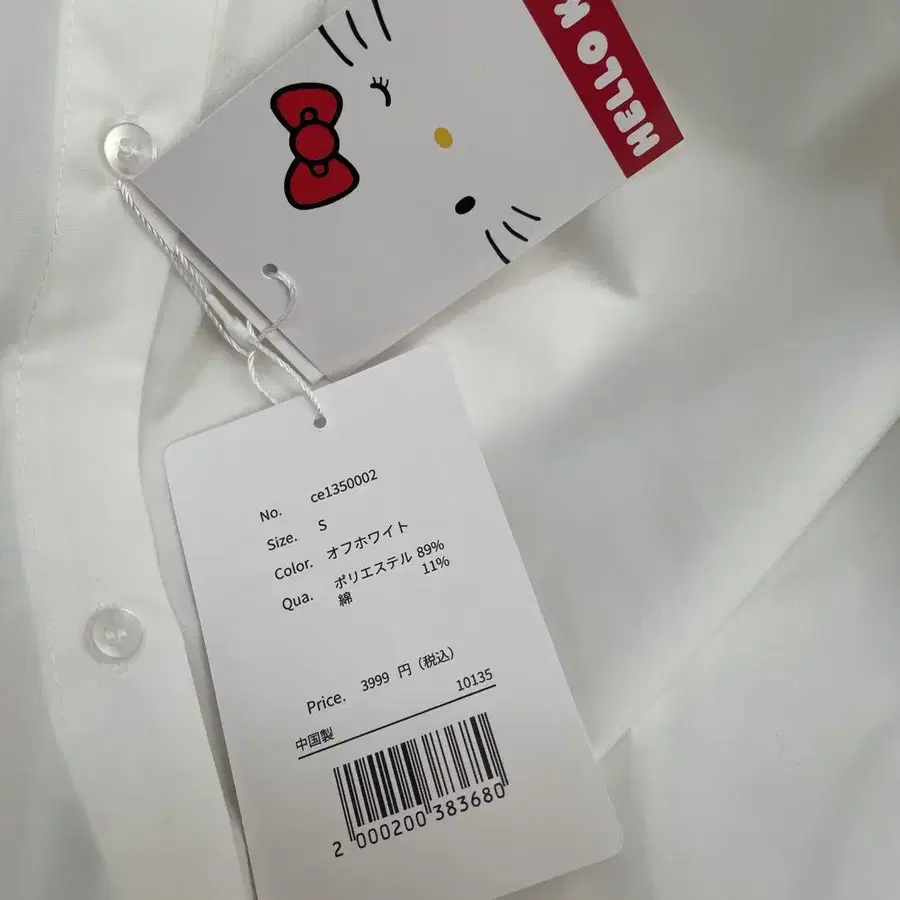 HELLO K
No. ce1350002
Size. S
Color. オフホワイト
Qua. ポリエステル 89%
綿 11%
Price. 3999 円（税込）
10135
中国製
2 000200 383680